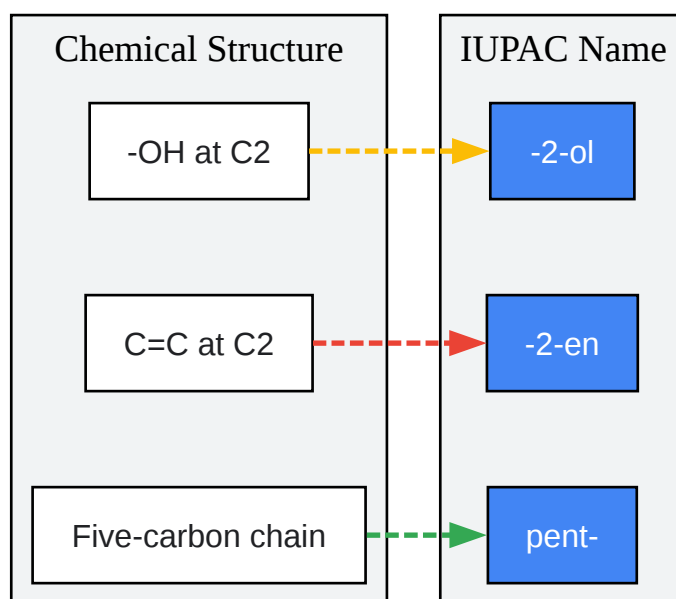 Chemical Structure
IUPAC Name
-OH at C2
-2-ol
C=C at C2
-2-en
Five-carbon chain
pent-